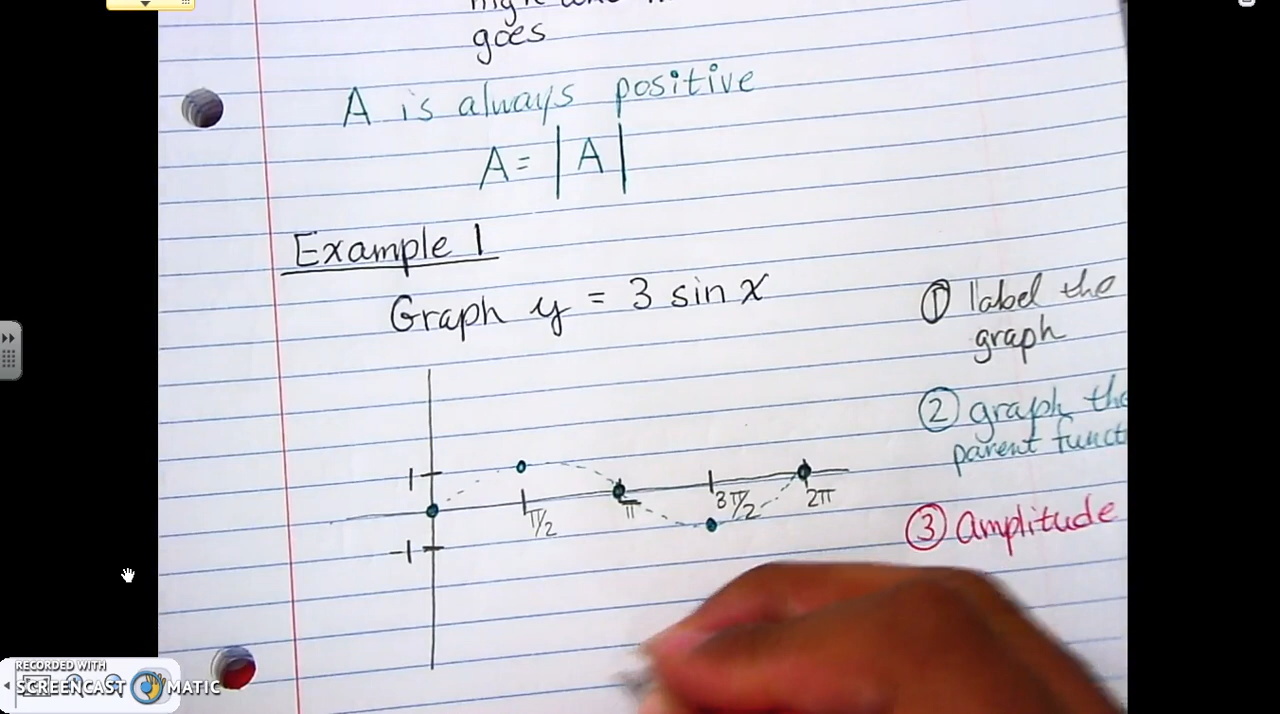 goes
A is always positive
A = |A|
Example 1
Graph y = 3 sin x
① label the
graph
② graph the
parent funct
③ Amplitude
1
-1
π/2
π
3π/2
2π
RECORDED WITH
SCREENCAST MATIC